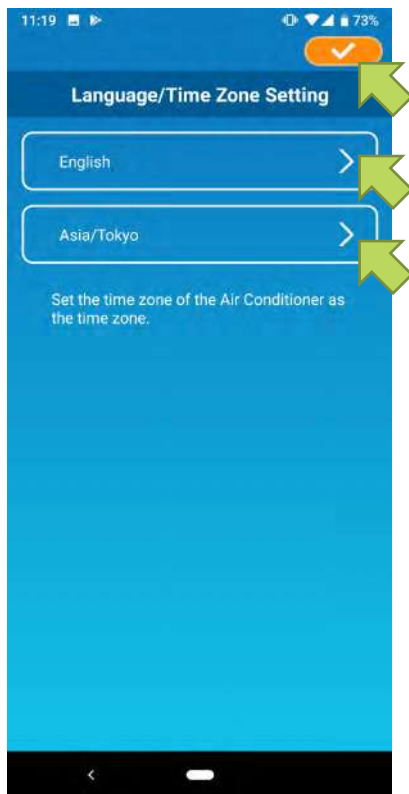 11:19 73%
Language/Time Zone Setting
English
Asia/Tokyo
Set the time zone of the Air Conditioner as
the time zone.